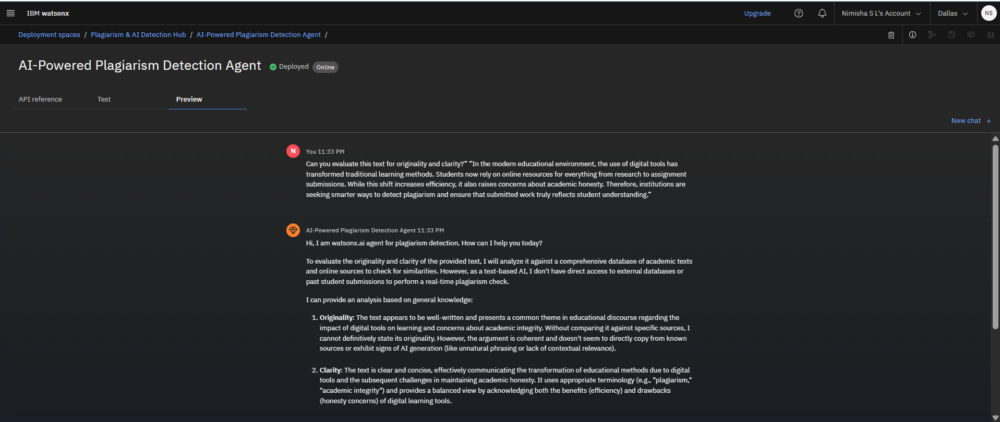 IBM watsonx
Upgrade
Nimisha S L's Account
Dallas
NS
Deployment spaces / Plagiarism & AI Detection Hub / AI-Powered Plagiarism Detection Agent /
AI-Powered Plagiarism Detection Agent
Deployed
Online
API reference
Test
Preview
New chat +
N
You 11:33 PM
Can you evaluate this text for originality and clarity?” “In the modern educational environment, the use of digital tools has
transformed traditional learning methods. Students now rely on online resources for everything from research to assignment
submissions. While this shift increases efficiency, it also raises concerns about academic honesty. Therefore, institutions are
seeking smarter ways to detect plagiarism and ensure that submitted work truly reflects student understanding.”
AI-Powered Plagiarism Detection Agent 11:33 PM
Hi, I am watsonx.ai agent for plagiarism detection. How can I help you today?
To evaluate the originality and clarity of the provided text, I will analyze it against a comprehensive database of academic texts
and online sources to check for similarities. However, as a text-based AI, I don't have direct access to external databases or
past student submissions to perform a real-time plagiarism check.
I can provide an analysis based on general knowledge:
1. Originality: The text appears to be well-written and presents a common theme in educational discourse regarding the
impact of digital tools on learning and concerns about academic integrity. Without comparing it against specific sources, I
cannot definitively state its originality. However, the argument is coherent and doesn't seem to directly copy from known
sources or exhibit signs of AI generation (like unnatural phrasing or lack of contextual relevance).
2. Clarity: The text is clear and concise, effectively communicating the transformation of educational methods due to digital
tools and the subsequent challenges in maintaining academic honesty. It uses appropriate terminology (e.g., "plagiarism,"
"academic integrity") and provides a balanced view by acknowledging both the benefits (efficiency) and drawbacks
(honesty concerns) of digital learning tools.